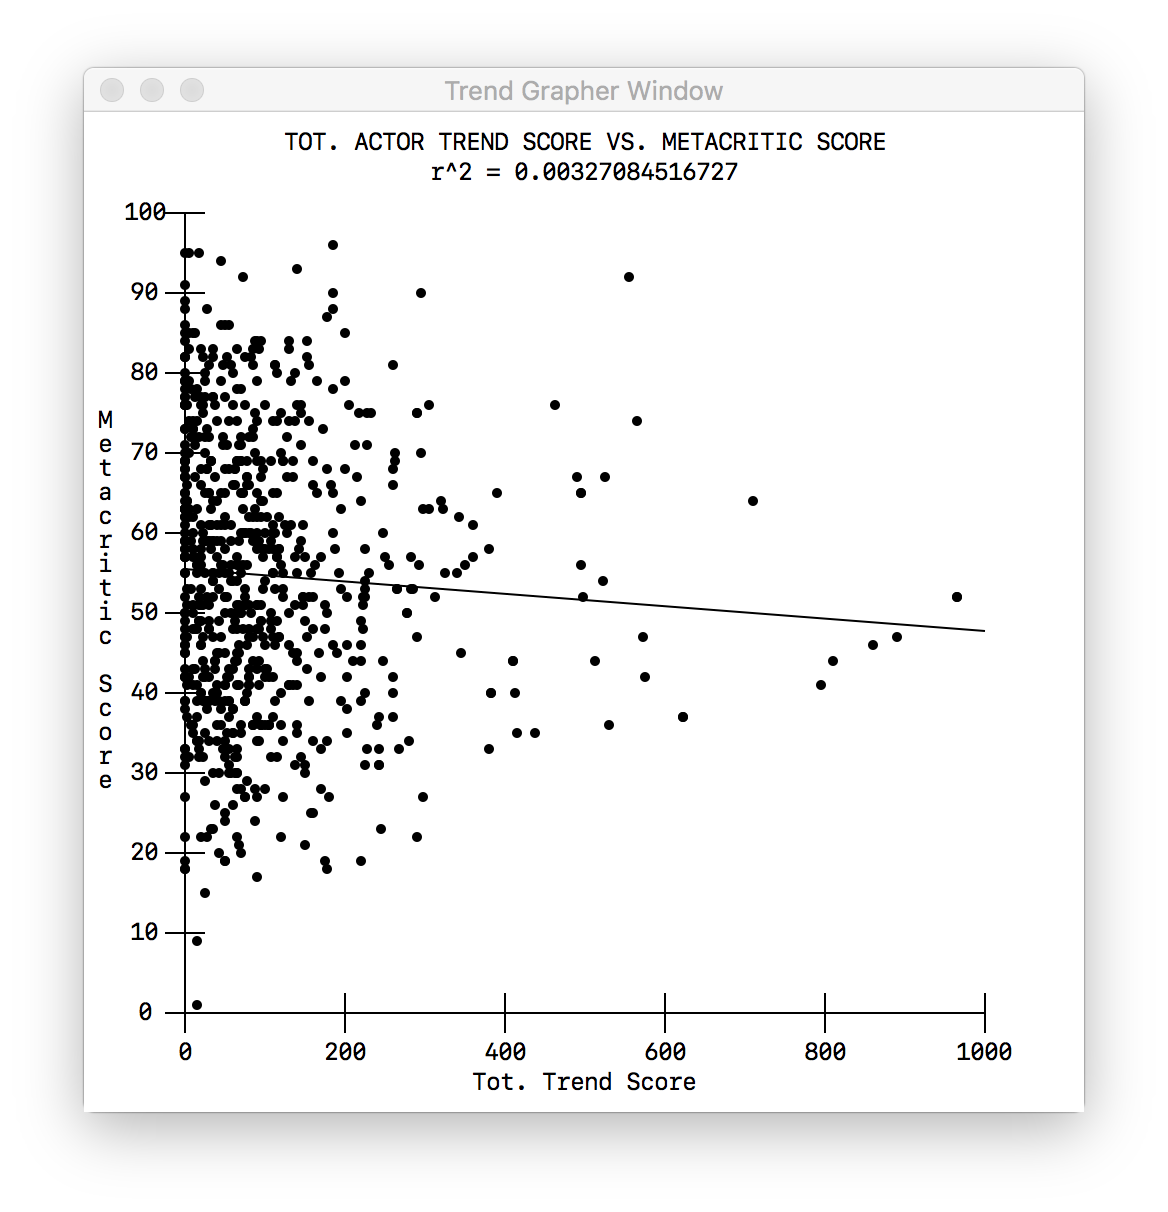 Trend Grapher Window
TOT. ACTOR TREND SCORE VS. METACRITIC SCORE
r^2 = 0.00327084516727
100
90
80
70
60
50
40
30
20
10
0
Metacritic Score
0 200 400 600 800 1000
Tot. Trend Score